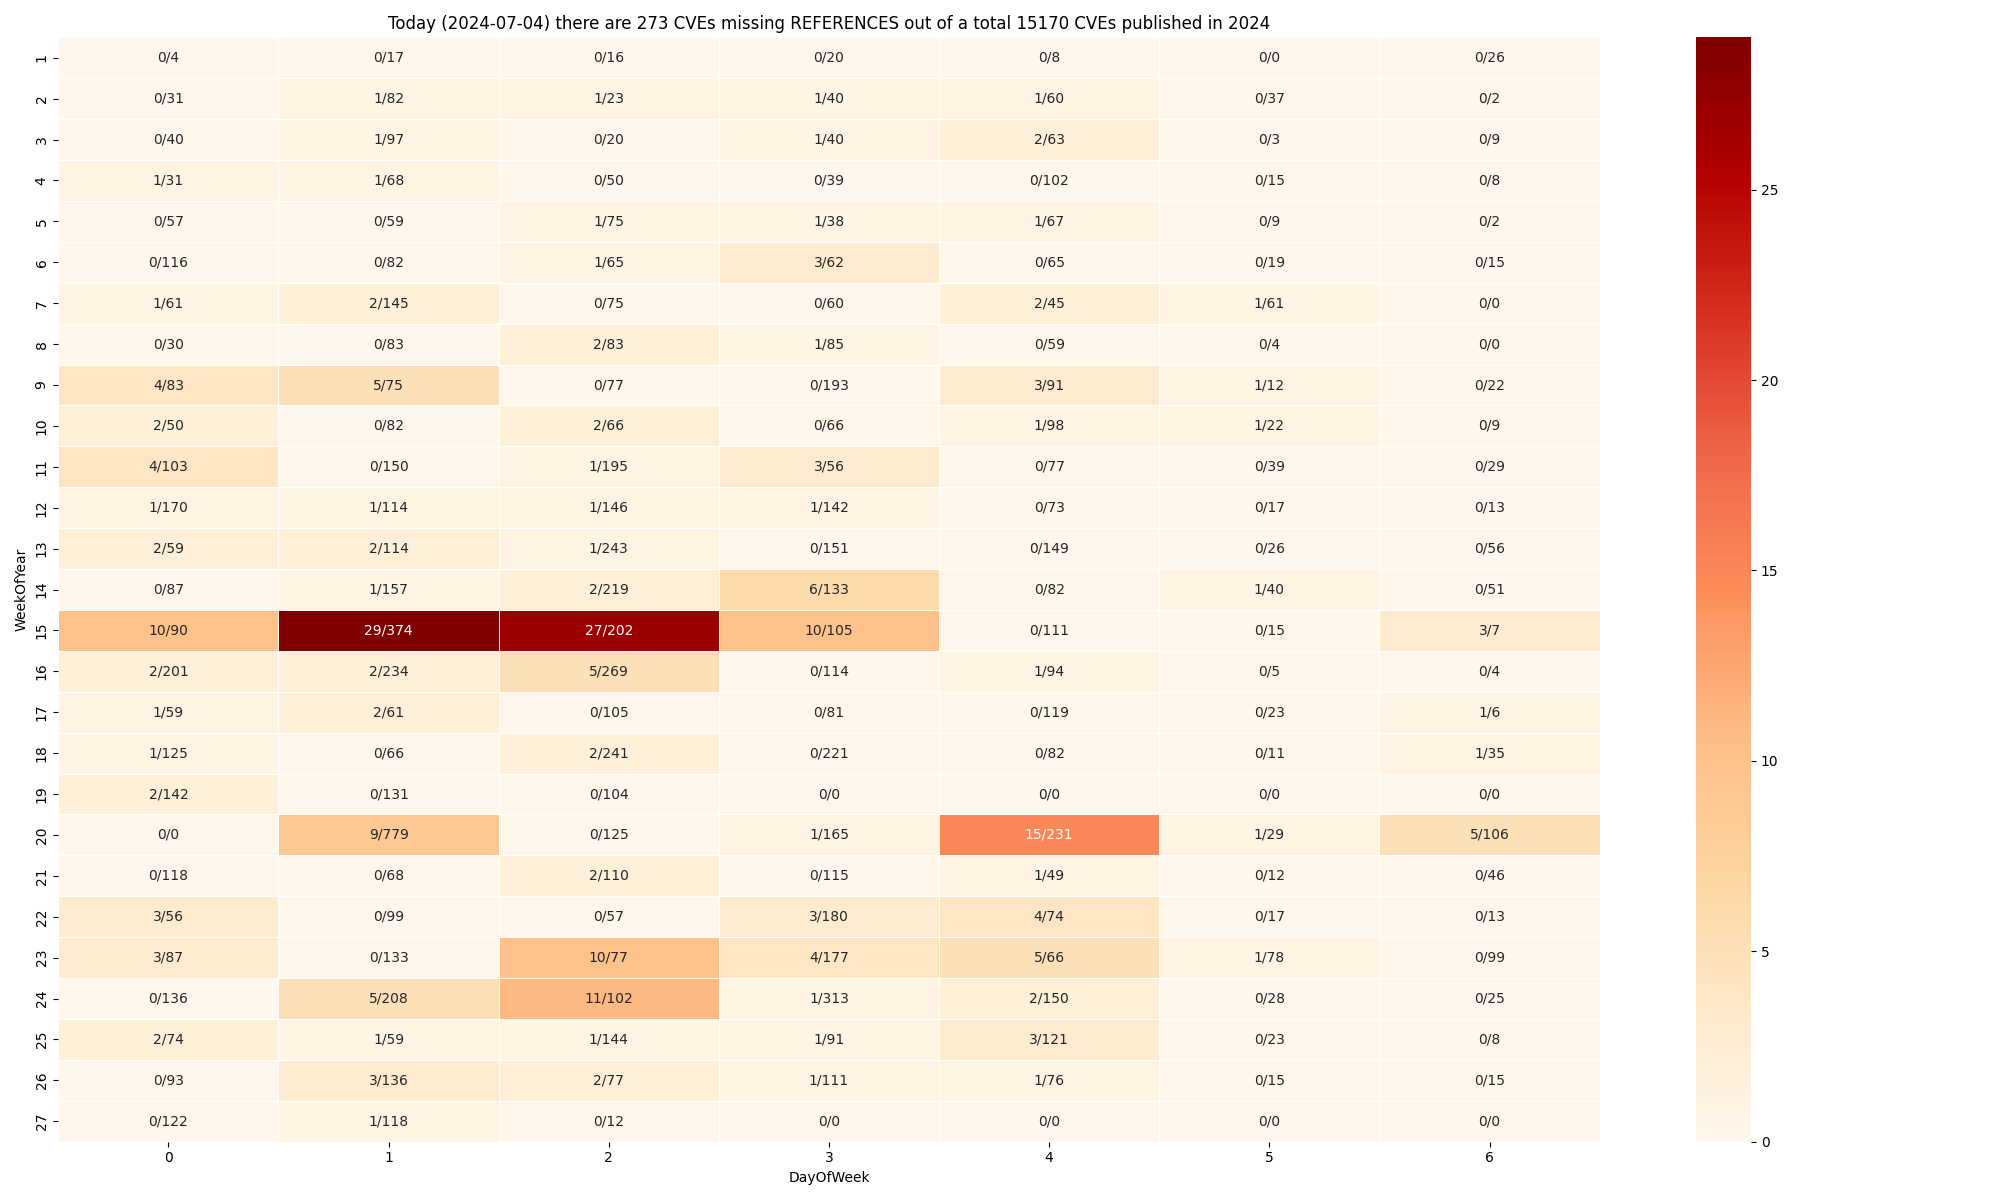 Today (2024-07-04) there are 273 CVEs missing REFERENCES out of a total 15170 CVEs published in 2024
WeekOfYear
1 0/4 0/17 0/16 0/20 0/8 0/0 0/26
2 0/31 1/82 1/23 1/40 1/60 0/37 0/2
3 0/40 1/97 0/20 1/40 2/63 0/3 0/9
4 1/31 1/68 0/50 0/39 0/102 0/15 0/8
5 0/57 0/59 1/75 1/38 1/67 0/9 0/2
6 0/116 0/82 1/65 3/62 0/65 0/19 0/15
7 1/61 2/145 0/75 0/60 2/45 1/61 0/0
8 0/30 0/83 2/83 1/85 0/59 0/4 0/0
9 4/83 5/75 0/77 0/193 3/91 1/12 0/22
10 2/50 0/82 2/66 0/66 1/98 1/22 0/9
11 4/103 0/150 1/195 3/56 0/77 0/39 0/29
12 1/170 1/114 1/146 1/142 0/73 0/17 0/13
13 2/59 2/114 1/243 0/151 0/149 0/26 0/56
14 0/87 1/157 2/219 6/133 0/82 1/40 0/51
15 10/90 29/374 27/202 10/105 0/111 0/15 3/7
16 2/201 2/234 5/269 0/114 1/94 0/5 0/4
17 1/59 2/61 0/105 0/81 0/119 0/23 1/6
18 1/125 0/66 2/241 0/221 0/82 0/11 1/35
19 2/142 0/131 0/104 0/0 0/0 0/0 0/0
20 0/0 9/779 0/125 1/165 15/231 1/29 5/106
21 0/118 0/68 2/110 0/115 1/49 0/12 0/46
22 3/56 0/99 0/57 3/180 4/74 0/17 0/13
23 3/87 0/133 10/77 4/177 5/66 1/78 0/99
24 0/136 5/208 11/102 1/313 2/150 0/28 0/25
25 2/74 1/59 1/144 1/91 3/121 0/23 0/8
26 0/93 3/136 2/77 1/111 1/76 0/15 0/15
27 0/122 1/118 0/12 0/0 0/0 0/0 0/0
0 1 2 3 4 5 6
DayOfWeek
25
20
15
10
5
0